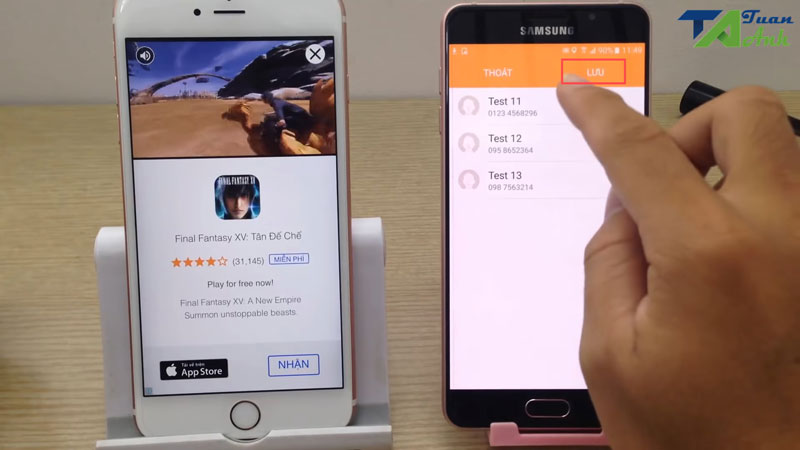 Tuan
TA Anh
SAMSUNG
90% 11:49
THOÁT
LƯU
Test 11
0123 4568296
Test 12
095 8652364
Test 13
098 7563214
FINAL FANTASY XV
Final Fantasy XV: Tân Đế Chế
(31,145) MIỄN PHÍ
Play for free now!
Final Fantasy XV: A New Empire
Summon unstoppable beasts.
Tải về trên
App Store
NHẬN